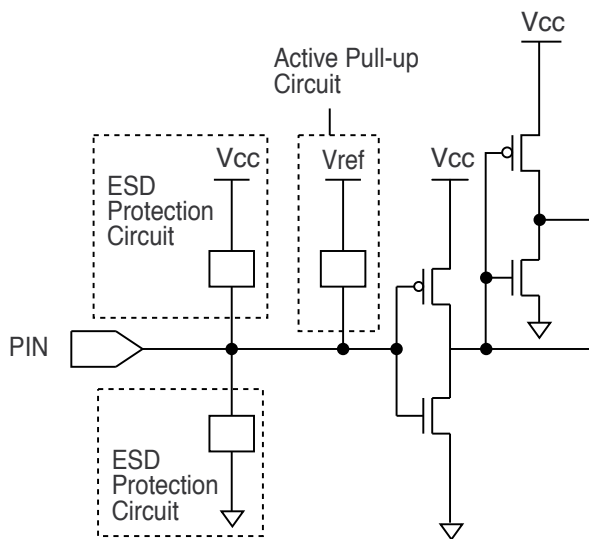 Vcc
Active Pull-up
Circuit
Vcc
Vref
Vcc
ESD
Protection
Circuit
PIN
ESD
Protection
Circuit